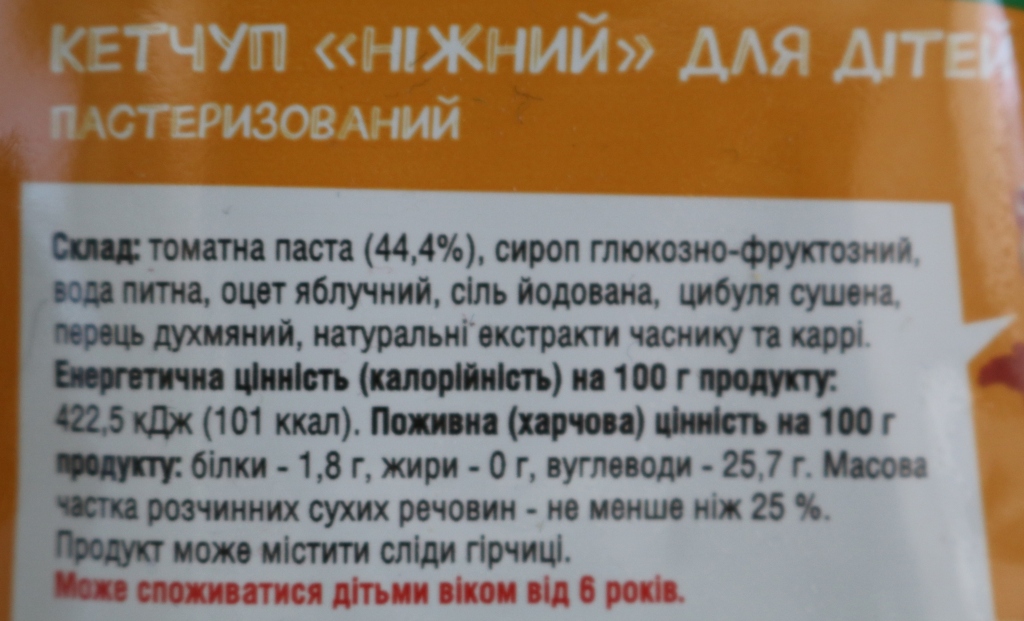 КЕТЧУП «НІЖНИЙ» ДЛЯ ДІТЕЙ
ПАСТЕРИЗОВАНИЙ
Склад: томатна паста (44,4%), сироп глюкозно-фруктозний,
вода питна, оцет яблучний, сіль йодована, цибуля сушена,
перець духмяний, натуральні екстракти часнику та каррі.
Енергетична цінність (калорійність) на 100 г продукту:
422,5 кДж (101 ккал). Поживна (харчова) цінність на 100 г
продукту: білки - 1,8 г, жири - 0 г, вуглеводи - 25,7 г. Масова
частка розчинних сухих речовин - не менше ніж 25 %.
Продукт може містити сліди гірчиці.
Може споживатися дітьми віком від 6 років.